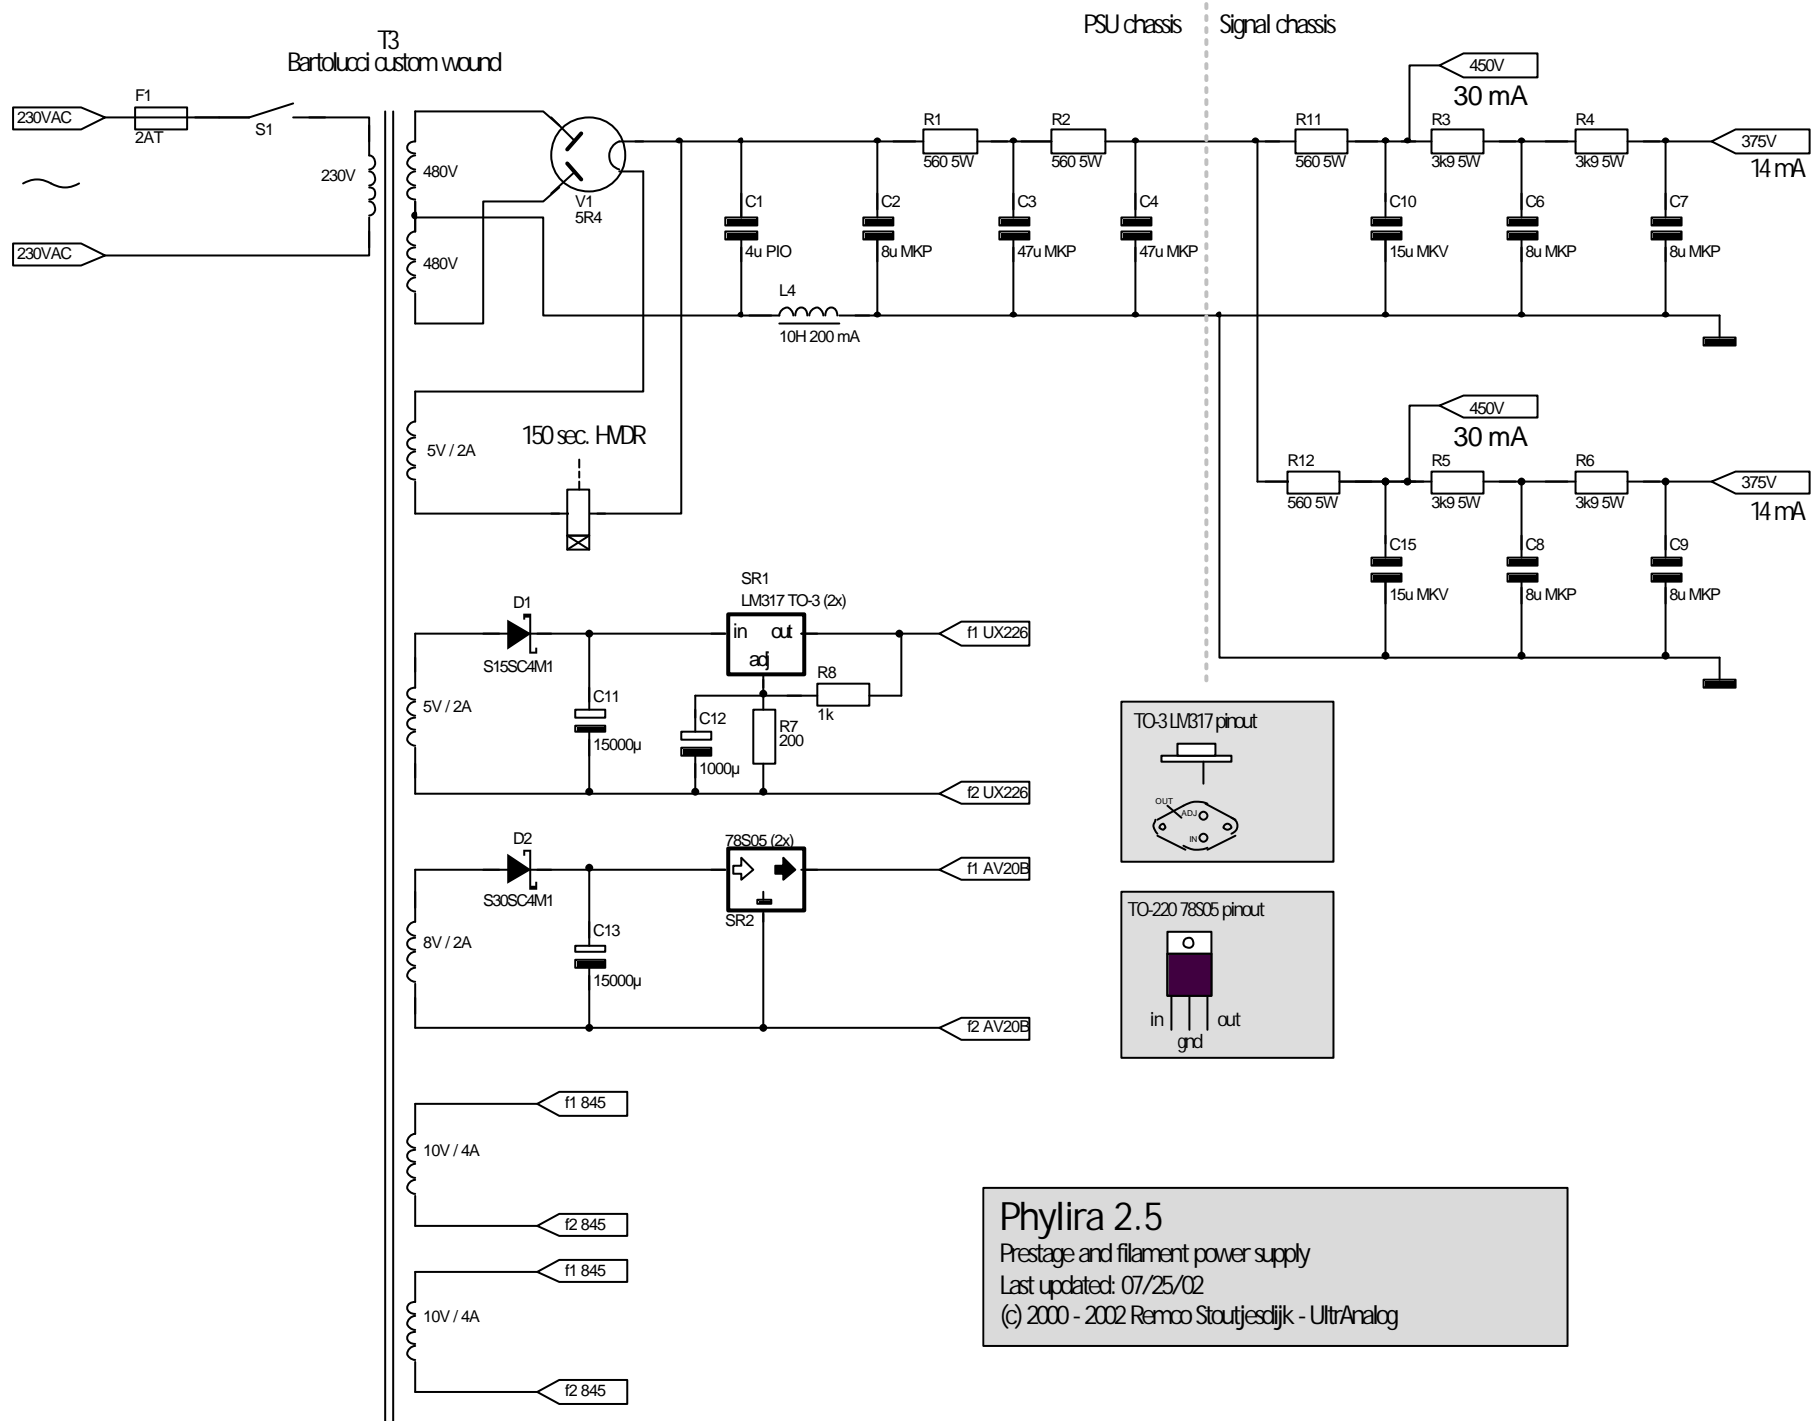 PSU chassis
Signal chassis
T3
Bartolucci custom wound
450V
30 mA
230VAC
F1
2AT
S1
230V
230VAC
480V
480V
V1
5R4
C1
4u PIO
C2
8u MKP
R1
560 5W
C3
47u MKP
R2
560 5W
C4
47u MKP
L4
10H 200 mA
R11
560 5W
C10
15u MKV
R3
3k9 5W
C6
8u MKP
R4
3k9 5W
C7
8u MKP
375V
14 mA
5V / 2A
150 sec. HVDR
450V
30 mA
R12
560 5W
C15
15u MKV
R5
3k9 5W
C8
8u MKP
R6
3k9 5W
C9
8u MKP
375V
14 mA
5V / 2A
D1
S15SC4M1
C11
15000µ
SR1
LM317 TO-3 (2x)
in out
adj
R8
1k
C12
1000µ
R7
200
f1 UX226
f2 UX226
TO-3 LM317 pinout
OUT
ADJ
IN
8V / 2A
D2
S30SC4M1
C13
15000µ
78S05 (2x)
SR2
f1 AV20B
f2 AV20B
TO-220 78S05 pinout
in
out
gnd
f1 845
10V / 4A
f2 845
f1 845
10V / 4A
f2 845
Phylira 2.5
Prestage and filament power supply
Last updated: 07/25/02
(c) 2000 - 2002 Remco Stoutjesdijk - UltrAnalog